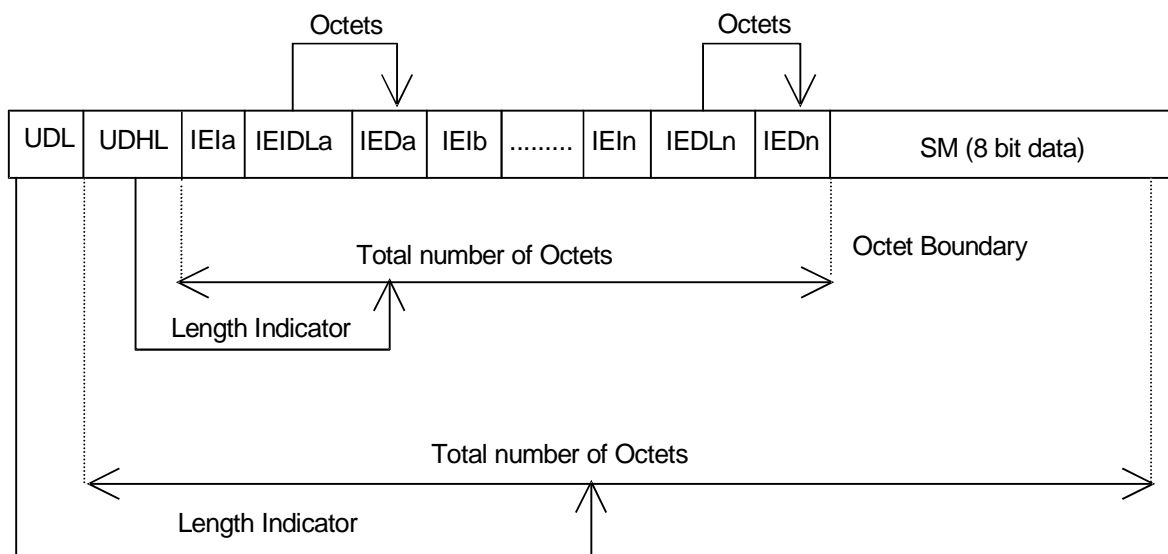 Octets Octets
UDL UDHL IEIa IEIDLa IEDa IEIb ......... IEIn IEDLn IEDn SM (8 bit data)
Total number of Octets Octet Boundary
Length Indicator
Total number of Octets
Length Indicator